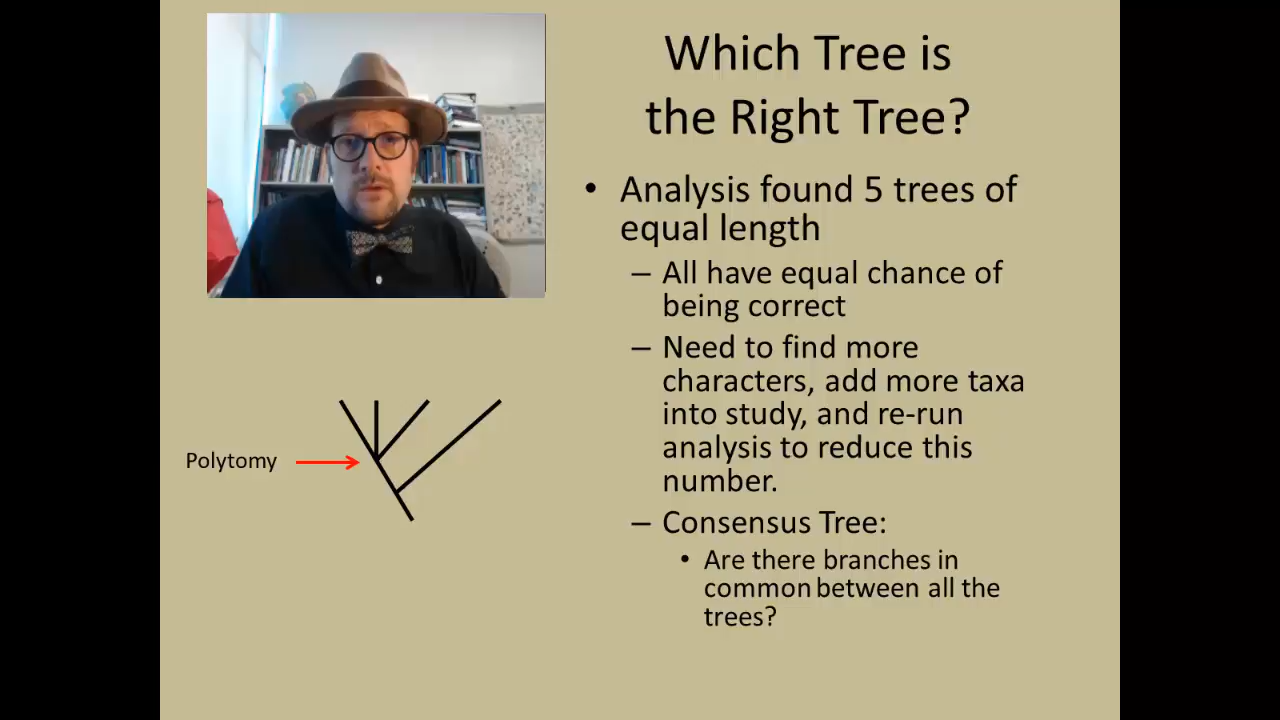 Which Tree is
the Right Tree?
• Analysis found 5 trees of
equal length
– All have equal chance of
being correct
– Need to find more
characters, add more taxa
into study, and re-run
analysis to reduce this
number.
– Consensus Tree:
• Are there branches in
common between all the
trees?
Polytomy